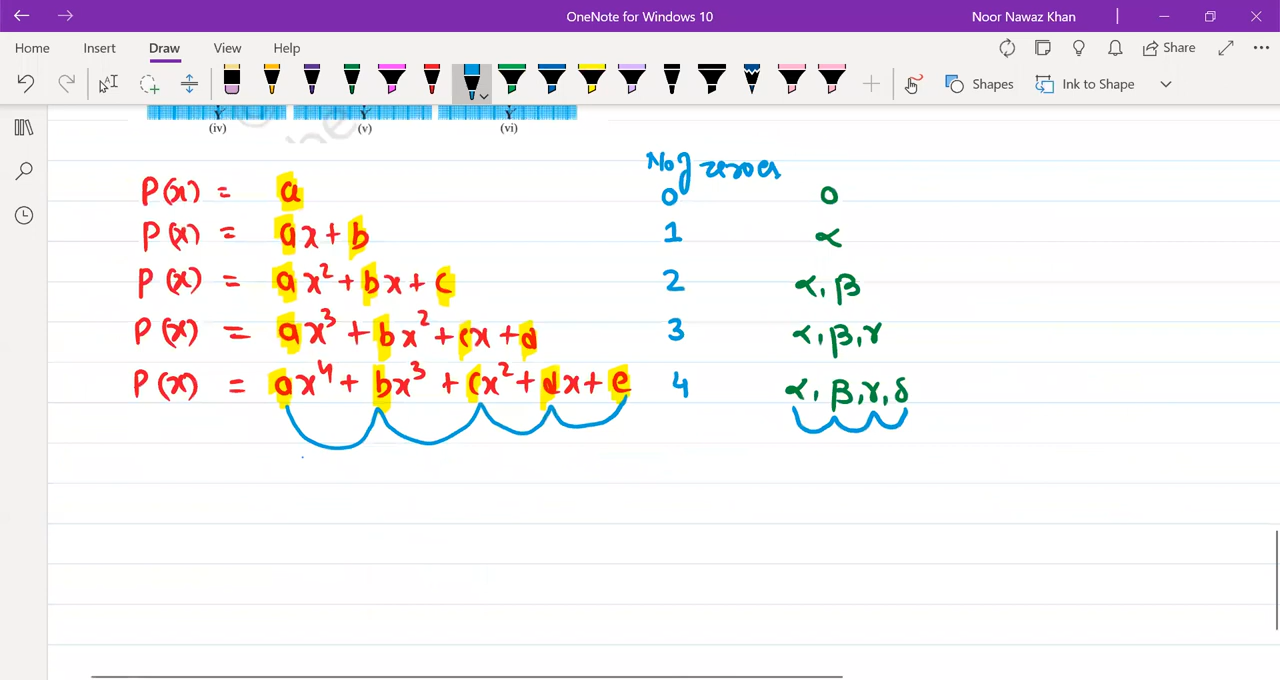 OneNote for Windows 10
Noor Nawaz Khan
Home Insert Draw View Help
Share
Shapes
Ink to Shape
(iv) (v) (vi)
No of zeroes
P(x) = a 0 0
P(x) = ax + b 1 α
P(x) = ax² + bx + c 2 α, β
P(x) = ax³ + bx² + cx + d 3 α, β, γ
P(x) = ax⁴ + bx³ + cx² + dx + e 4 α, β, γ, δ